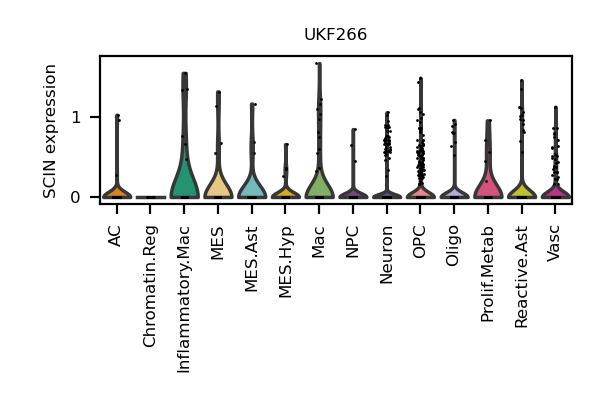 UKF266
SCIN expression
1
0
AC
Chromatin.Reg
Inflammatory.Mac
MES
MES.Ast
MES.Hyp
Mac
NPC
Neuron
OPC
Oligo
Prolif.Metab
Reactive.Ast
Vasc